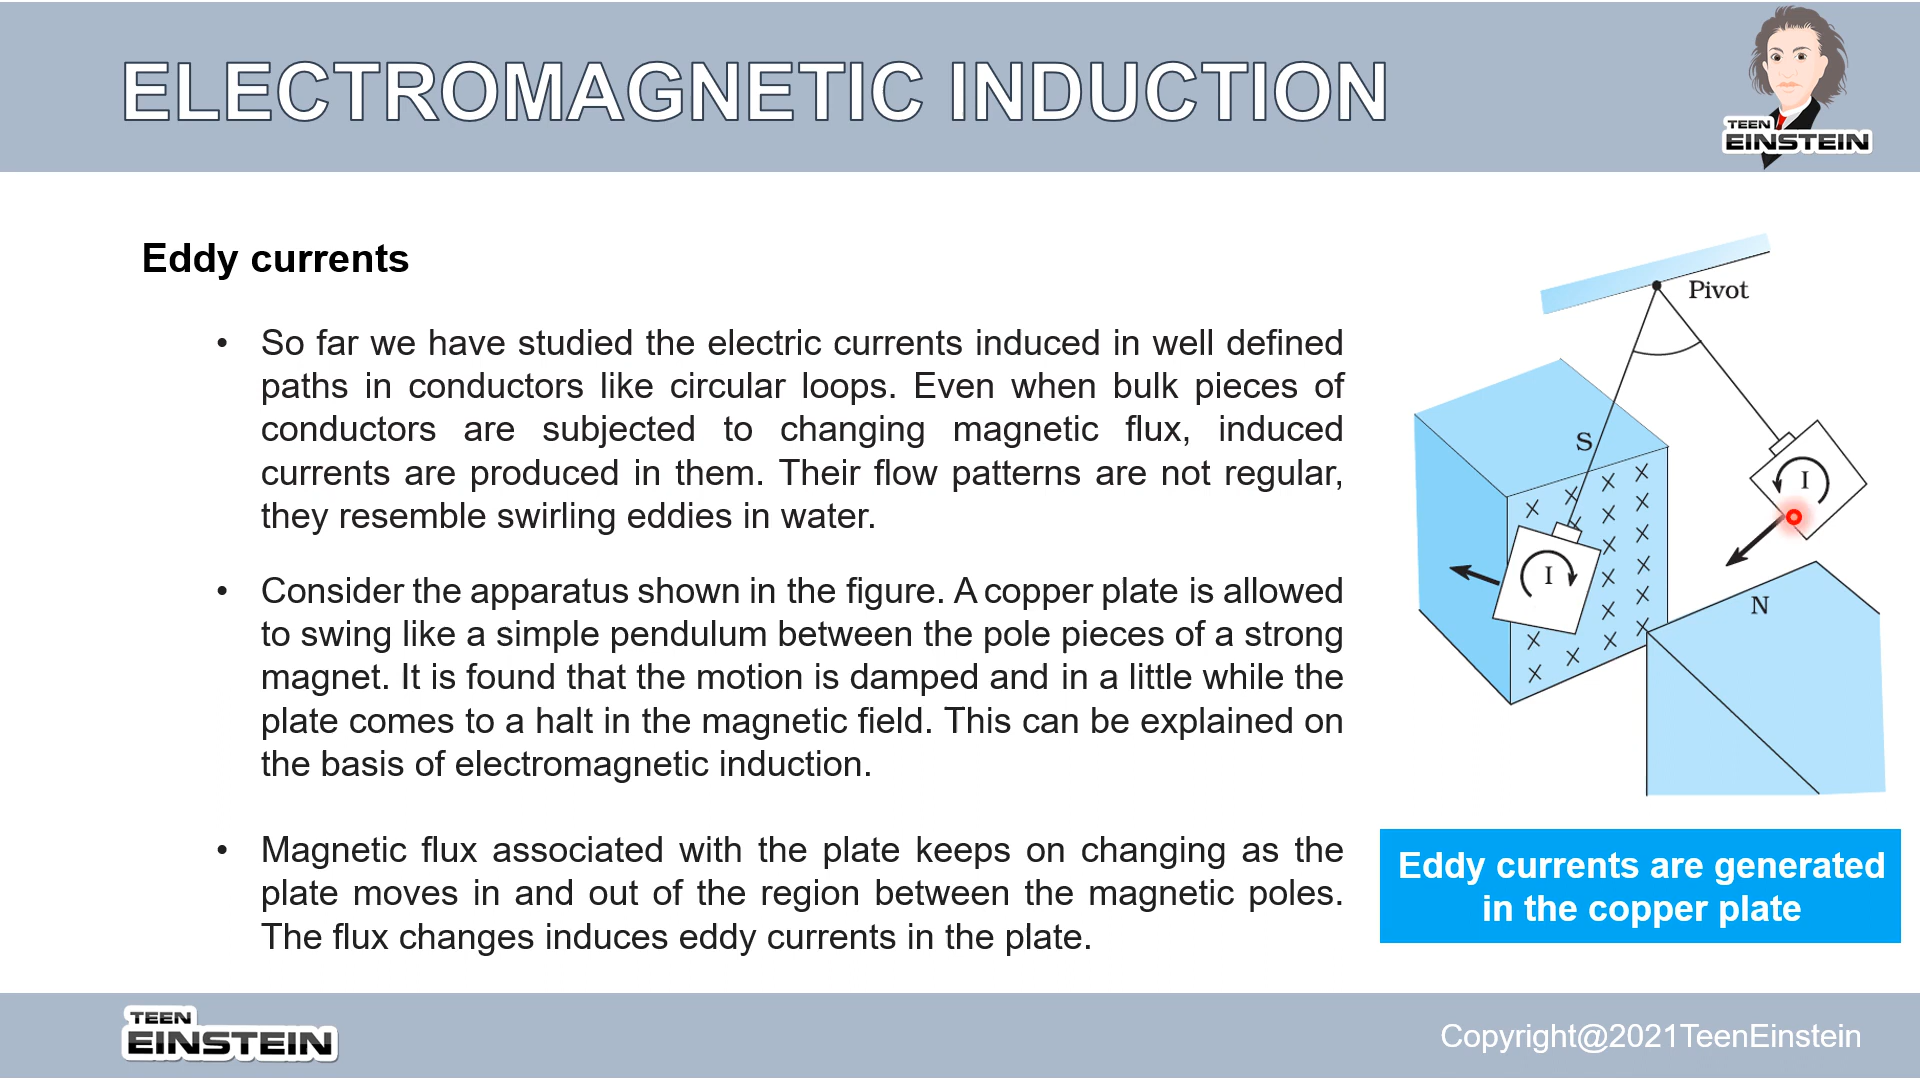 ELECTROMAGNETIC INDUCTION
TEEN
EINSTEIN
Eddy currents
• So far we have studied the electric currents induced in well defined
paths in conductors like circular loops. Even when bulk pieces of
conductors are subjected to changing magnetic flux, induced
currents are produced in them. Their flow patterns are not regular,
they resemble swirling eddies in water.
• Consider the apparatus shown in the figure. A copper plate is allowed
to swing like a simple pendulum between the pole pieces of a strong
magnet. It is found that the motion is damped and in a little while the
plate comes to a halt in the magnetic field. This can be explained on
the basis of electromagnetic induction.
• Magnetic flux associated with the plate keeps on changing as the
plate moves in and out of the region between the magnetic poles.
The flux changes induces eddy currents in the plate.
Pivot
S
I
I
N
Eddy currents are generated
in the copper plate
TEEN
EINSTEIN
Copyright@2021TeenEinstein